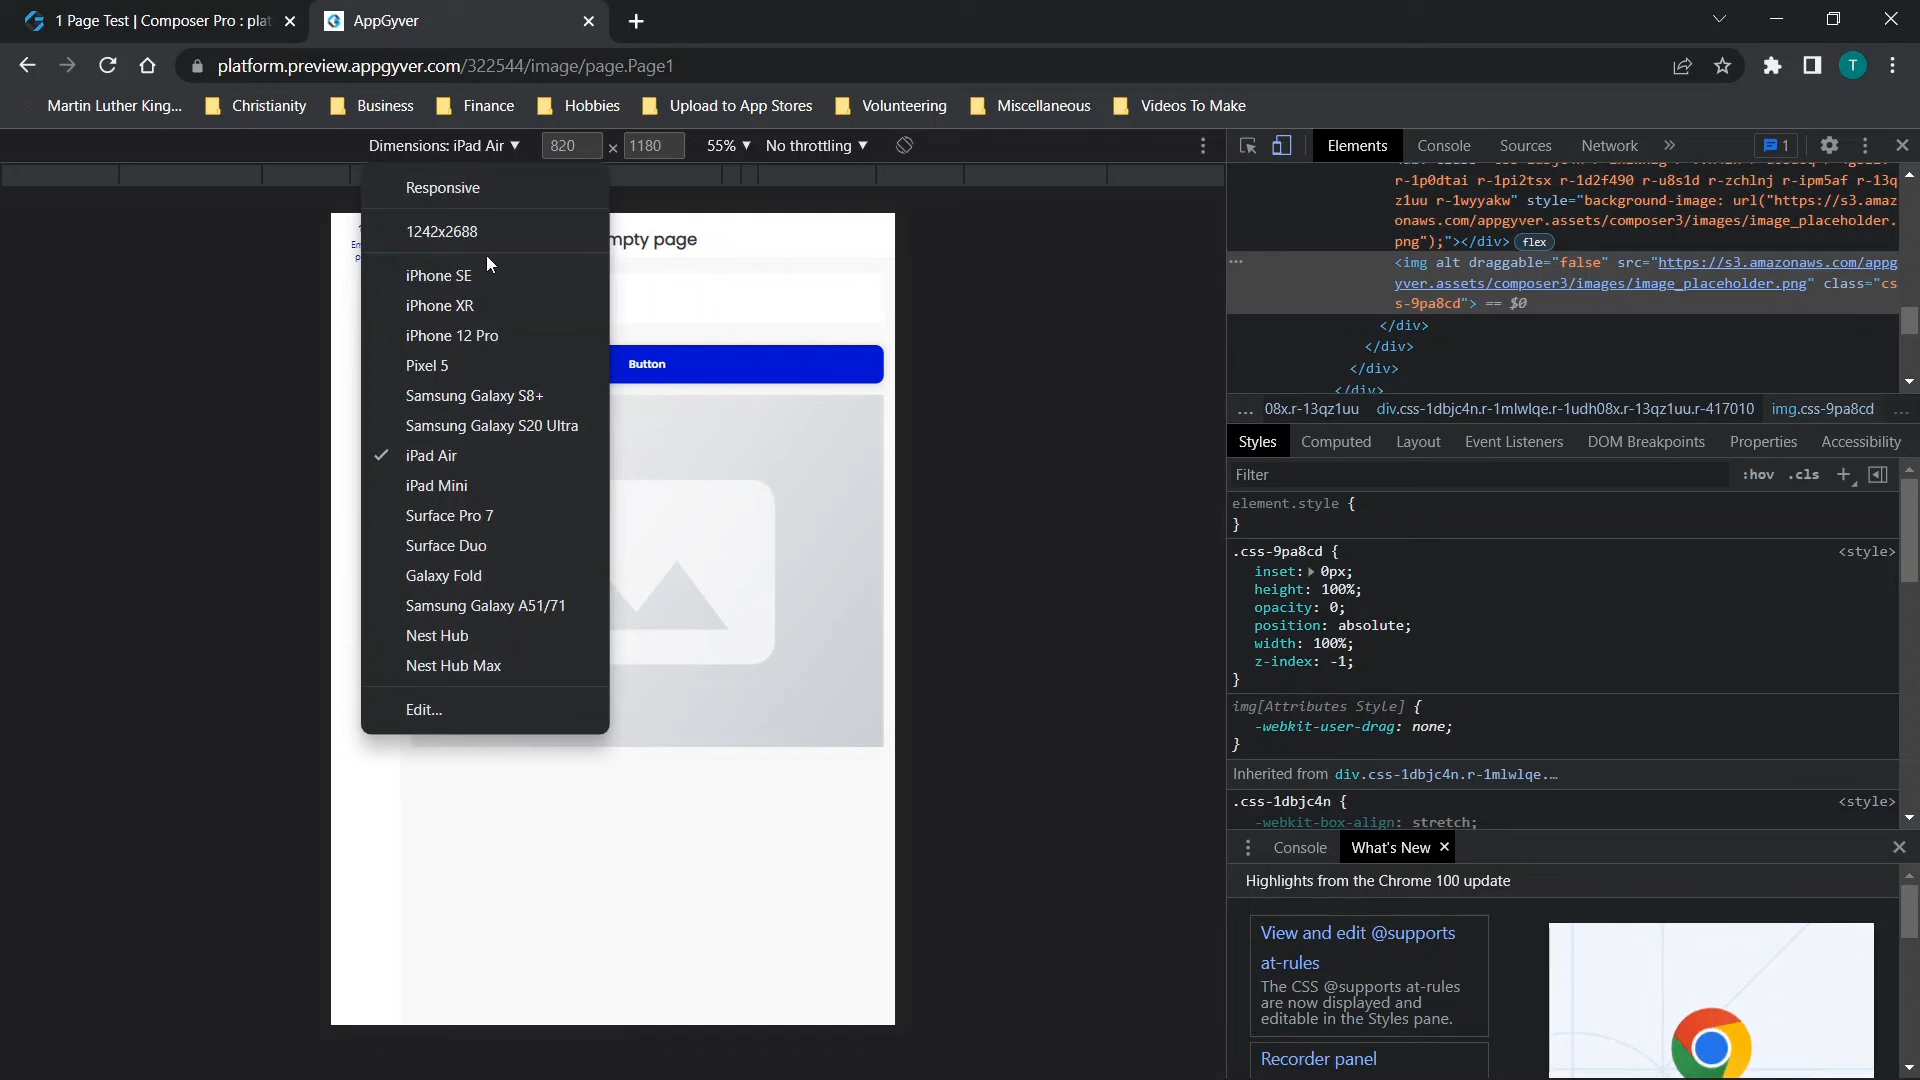 1 Page Test | Composer Pro : plat
AppGyver
platform.preview.appgyver.com/322544/image/page.Page1
T
Martin Luther King...
Christianity
Business
Finance
Hobbies
Upload to App Stores
Volunteering
Miscellaneous
Videos To Make
Dimensions: iPad Air ▼
820 × 1180
55% ▼
No throttling ▼
Elements
Console
Sources
Network
»
1
Responsive
1242x2688
iPhone SE
iPhone XR
iPhone 12 Pro
Pixel 5
Samsung Galaxy S8+
Samsung Galaxy S20 Ultra
iPad Air
iPad Mini
Surface Pro 7
Surface Duo
Galaxy Fold
Samsung Galaxy A51/71
Nest Hub
Nest Hub Max
Edit...
mpty page
Button
r-1p0dtai r-1pi2tsx r-1d2f490 r-u8s1d r-zchlnj r-ipm5af r-13q
z1uu r-1wyyakw" style="background-image: url("https://s3.amaz
onaws.com/appgyver.assets/composer3/images/image_placeholder.
png");"></div> flex
<img alt draggable="false" src="https://s3.amazonaws.com/appg
yver.assets/composer3/images/image_placeholder.png" class="cs
s-9pa8cd"> == $0
</div>
</div>
</div>
</div>
... 08x.r-13qz1uu div.css-1dbjc4n.r-1mlwlqe.r-1udh08x.r-13qz1uu.r-417010 img.css-9pa8cd ...
Styles
Computed
Layout
Event Listeners
DOM Breakpoints
Properties
Accessibility
Filter
:hov .cls +
element.style {
}
.css-9pa8cd { <style>
inset: 0px;
height: 100%;
opacity: 0;
position: absolute;
width: 100%;
z-index: -1;
}
img[Attributes Style] {
-webkit-user-drag: none;
}
Inherited from div.css-1dbjc4n.r-1mlwlqe.…
.css-1dbjc4n { <style>
-webkit-box-align: stretch;
Console
What's New
Highlights from the Chrome 100 update
View and edit @supports
at-rules
The CSS @supports at-rules
are now displayed and
editable in the Styles pane.
Recorder panel